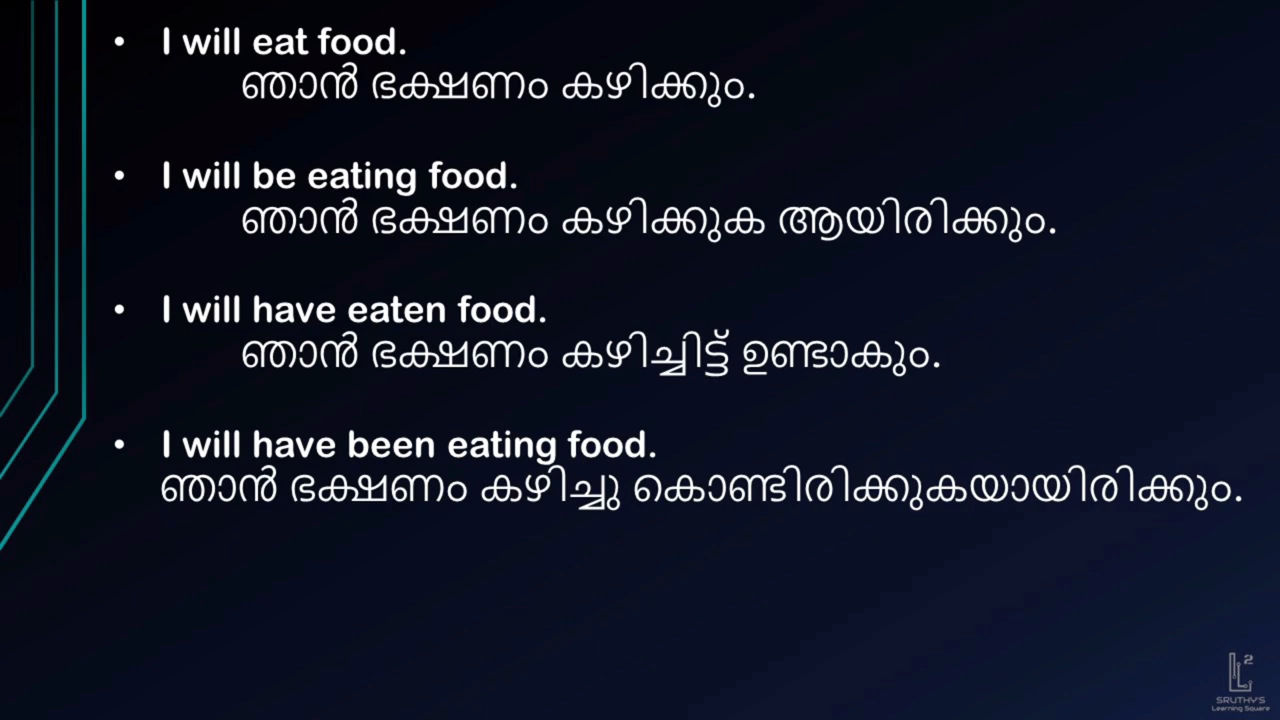 • I will eat food.
ഞാൻ ഭക്ഷണം കഴിക്കും.
• I will be eating food.
ഞാൻ ഭക്ഷണം കഴിക്കുക ആയിരിക്കും.
• I will have eaten food.
ഞാൻ ഭക്ഷണം കഴിച്ചിട്ട് ഉണ്ടാകും.
• I will have been eating food.
ഞാൻ ഭക്ഷണം കഴിച്ചു കൊണ്ടിരിക്കുകയായിരിക്കും.
L2
SRUTHY'S
Learning Square